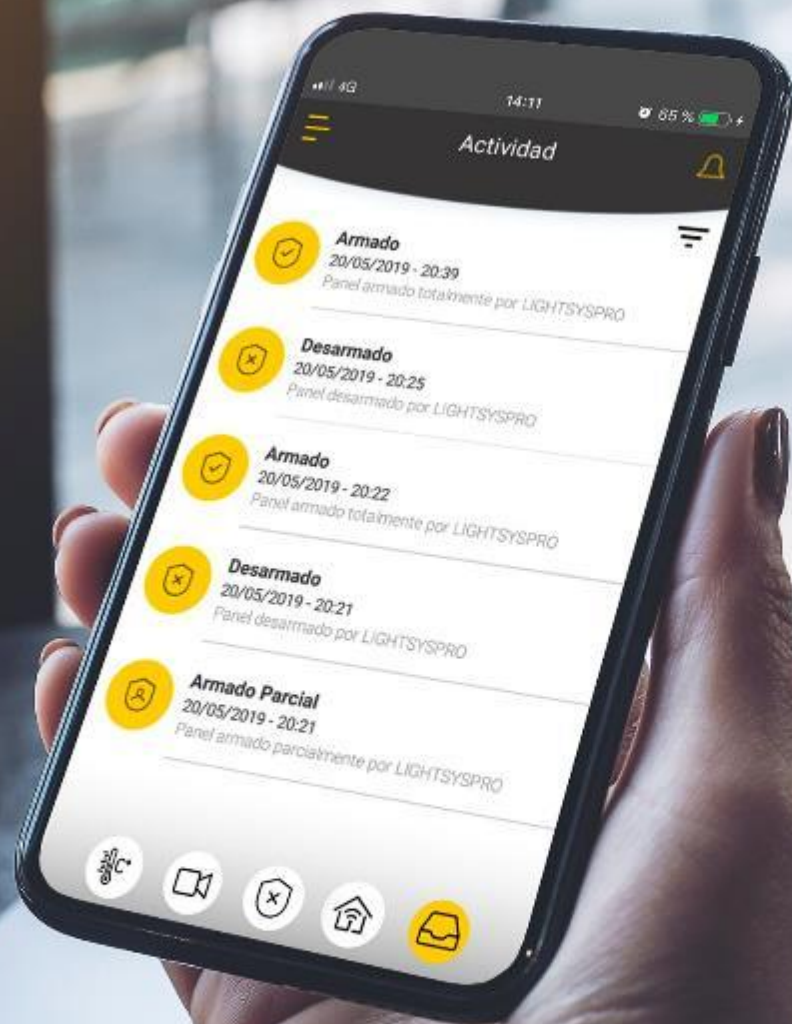 4G
14:11
65 %
Actividad
Armado
20/05/2019 - 20:39
Panel armado totalmente por LIGHTSYSPRO
Desarmado
20/05/2019 - 20:25
Panel desarmado por LIGHTSYSPRO
Armado
20/05/2019 - 20:22
Panel armado totalmente por LIGHTSYSPRO
Desarmado
20/05/2019 - 20:21
Panel desarmado por LIGHTSYSPRO
Armado Parcial
20/05/2019 - 20:21
Panel armado parcialmente por LIGHTSYSPRO
C°